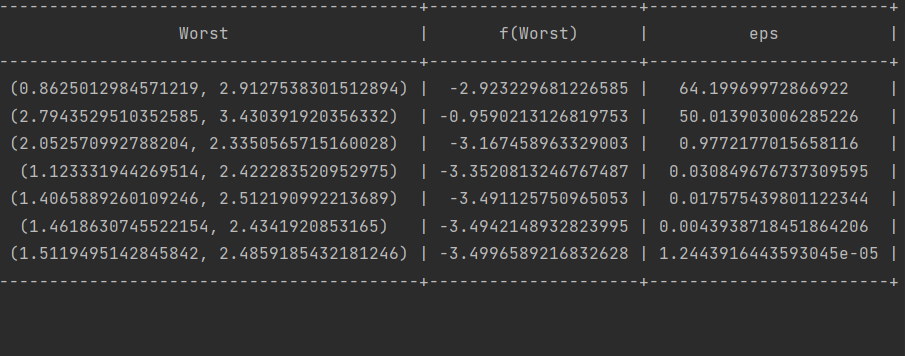 -----------------------------------------+---------------------+------------------------+
Worst | f(Worst) | eps |
-----------------------------------------+---------------------+------------------------+
(0.8625012984571219, 2.9127538301512894) | -2.923229681226585 | 64.19969972866922 |
(2.79435295103525​85, 3.430391920356332) | -0.9590213126819753 | 50.013903006285226 |
(2.052570992788204, 2.3350565715160028) | -3.167458963329003 | 0.9772177015658116 |
(1.123331944269514, 2.422283520952975) | -3.3520813246767487 | 0.030849676737309595 |
(1.4065889260109246, 2.512190992213689) | -3.491125750965053 | 0.017575439801122344 |
(1.4618630745522154, 2.4341920853165) | -3.4942148932823995 | 0.0043938718451864206 |
(1.5119495142845842, 2.4859185432181246) | -3.4996589216832628 | 1.2443916443593045e-05 |
-----------------------------------------+---------------------+------------------------+